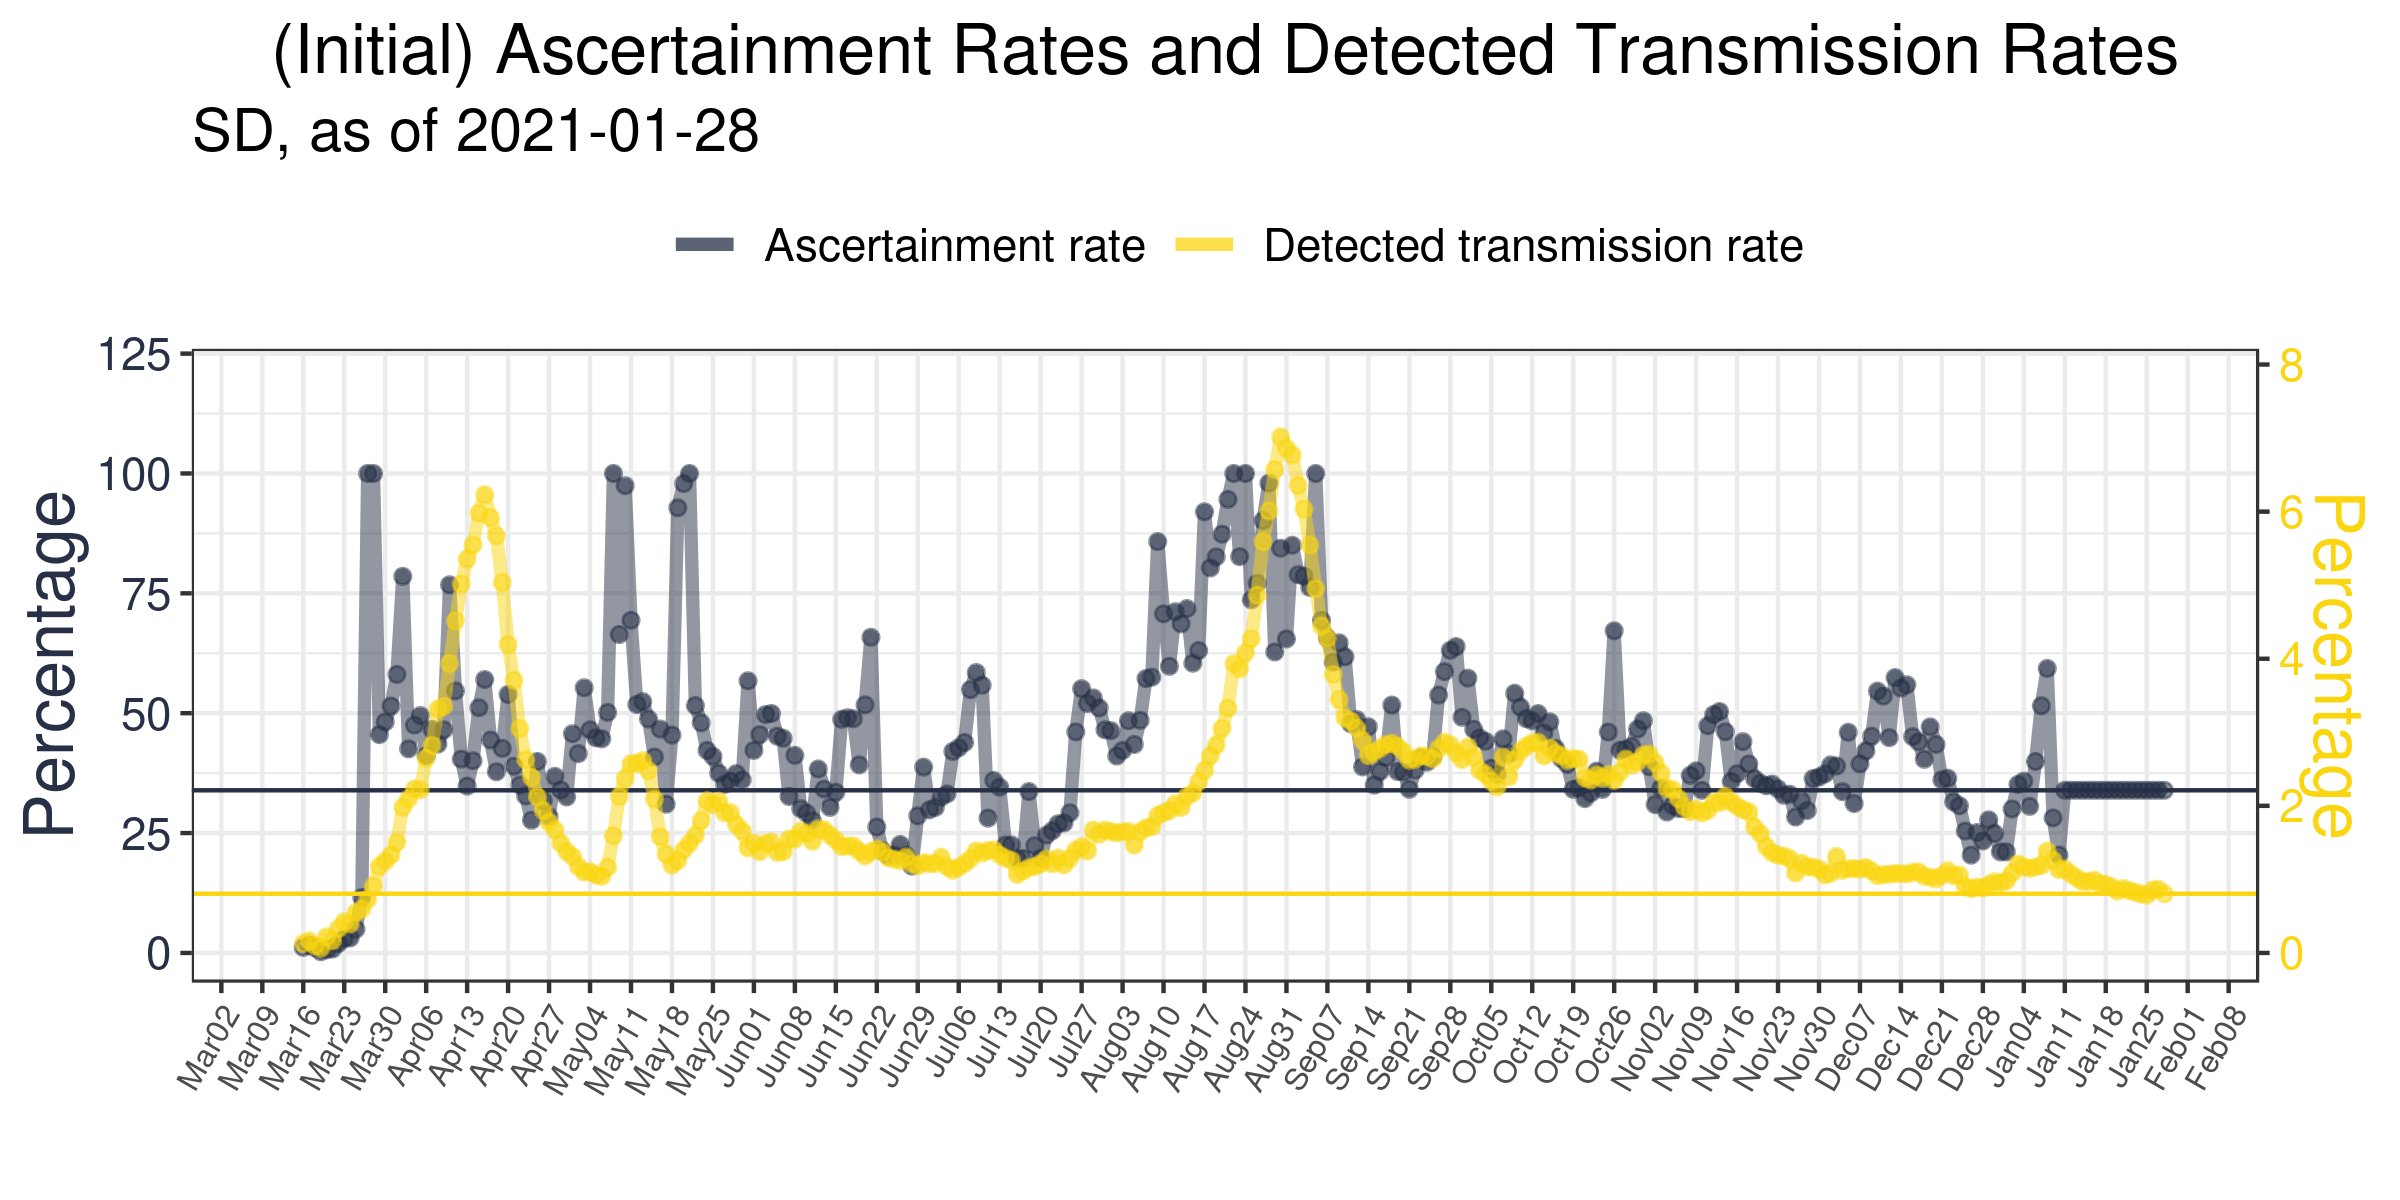 (Initial) Ascertainment Rates and Detected Transmission Rates
SD, as of 2021-01-28
Ascertainment rate
Detected transmission rate
Percentage
125
100
75
50
25
0
8
6
4
2
0
Percentage
Mar02
Mar09
Mar16
Mar23
Mar30
Apr06
Apr13
Apr20
Apr27
May04
May11
May18
May25
Jun01
Jun08
Jun15
Jun22
Jun29
Jul06
Jul13
Jul20
Jul27
Aug03
Aug10
Aug17
Aug24
Aug31
Sep07
Sep14
Sep21
Sep28
Oct05
Oct12
Oct19
Oct26
Nov02
Nov09
Nov16
Nov23
Nov30
Dec07
Dec14
Dec21
Dec28
Jan04
Jan11
Jan18
Jan25
Feb01
Feb08